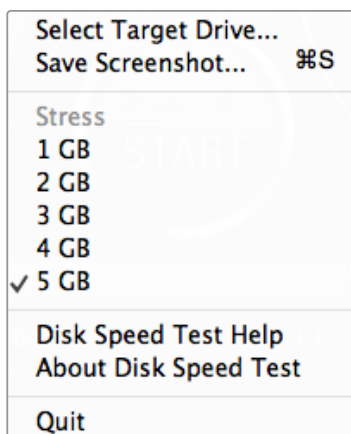 Select Target Drive...
Save Screenshot... ⌘S
Stress
1 GB
START
2 GB
3 GB
4 GB
✓ 5 GB
Disk Speed Test Help
About Disk Speed Test
Quit